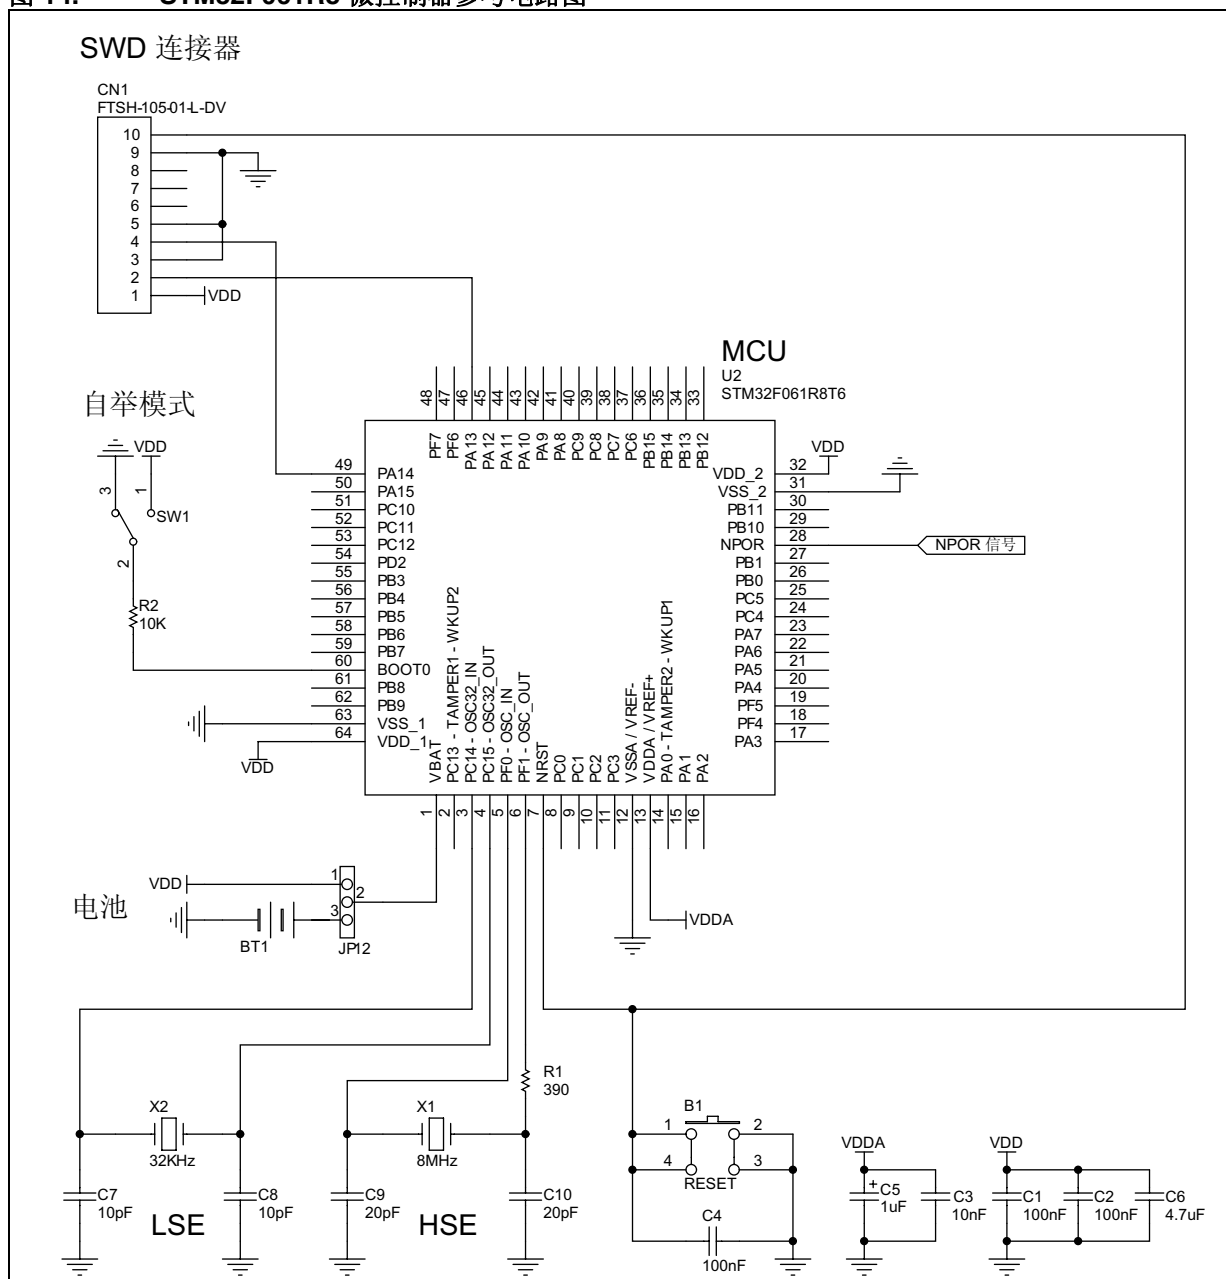 SWD 连接器
CN1
FTSH-105-01-L-DV
10
9
8
7
6
5
4
3
2
1
VDD
MCU
U2
STM32F061R8T6
自举模式
VDD
3
1
SW1
2
R2
10K
48
47
46
45
44
43
42
41
40
39
38
37
36
35
34
33
PF7
PF6
PA13
PA12
PA11
PA10
PA9
PA8
PC9
PC8
PC7
PC6
PB15
PB14
PB13
PB12
49 PA14
50 PA15
51 PC10
52 PC11
53 PC12
54 PD2
55 PB3
56 PB4
57 PB5
58 PB6
59 PB7
60 BOOT0
61 PB8
62 PB9
63 VSS_1
64 VDD_1
VDD
VDD_2 32
VSS_2 31
PB11 30
PB10 29
NPOR 28
PB1 27
PB0 26
PC5 25
PC4 24
PA7 23
PA6 22
PA5 21
PA4 20
PF5 19
PF4 18
PA3 17
VDD
NPOR 信号
VBAT
PC13 - TAMPER1 - WKUP2
PC14 - OSC32_IN
PC15 - OSC32_OUT
PF0 - OSC_IN
PF1 - OSC_OUT
NRST
PC0
PC1
PC2
PC3
VSSA / VREF-
VDDA / VREF+
PA0 - TAMPER2 - WKUP1
PA1
PA2
1
2
3
4
5
6
7
8
9
10
11
12
13
14
15
16
电池
VDD
1
2
3
BT1
JP12
VDDA
X2
32KHz
C7
10pF
LSE
C8
10pF
R1
390
X1
8MHz
C9
20pF
HSE
C10
20pF
B1
1
2
4
3
RESET
C4
100nF
VDDA
+
C5
1uF
C3
10nF
VDD
C1
100nF
C2
100nF
C6
4.7uF